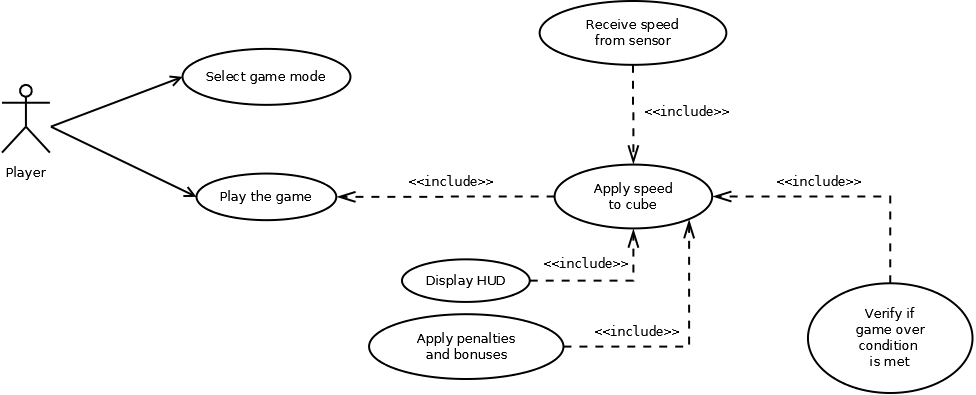 Receive speed
from sensor
Select game mode
<<include>>
Player
Play the game
<<include>>
Apply speed
to cube
<<include>>
<<include>>
Display HUD
Verify if
game over
condition
is met
<<include>>
Apply penalties
and bonuses